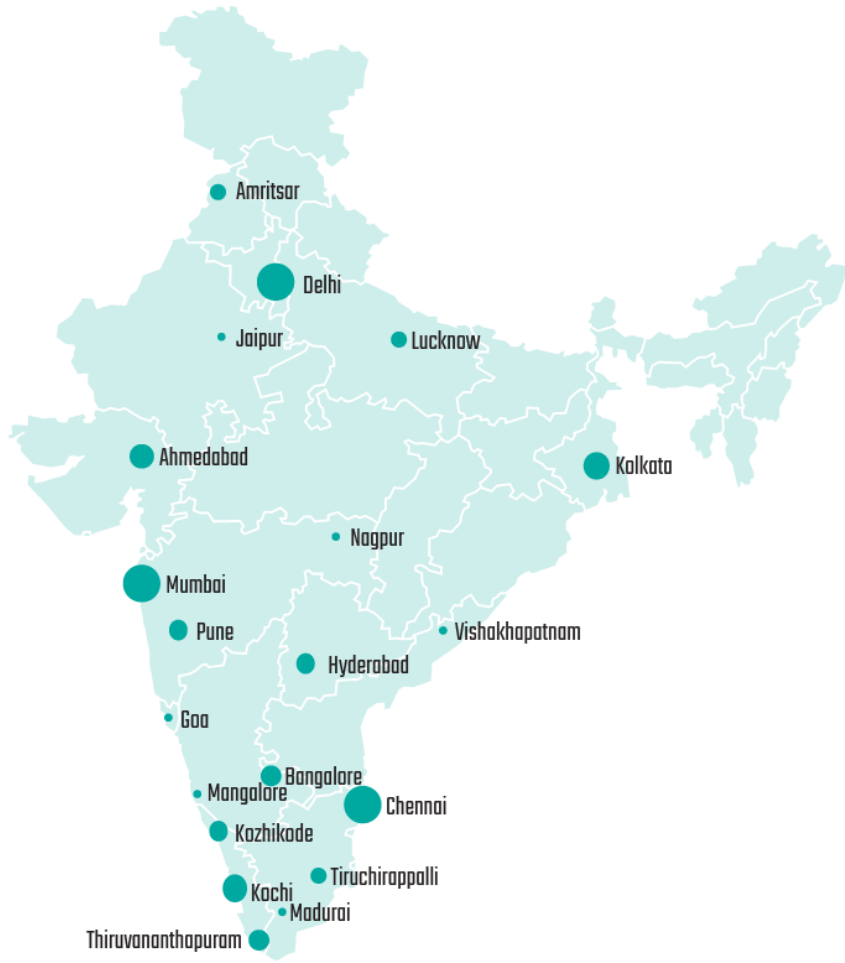 Amritsar
Delhi
Jaipur
Lucknow
Ahmedabad
Kolkata
Nagpur
Mumbai
Pune
Vishakhapatnam
Hyderabad
Goa
Bangalore
Mangalore
Chennai
Kozhikode
Tiruchirappalli
Kochi
Madurai
Thiruvananthapuram